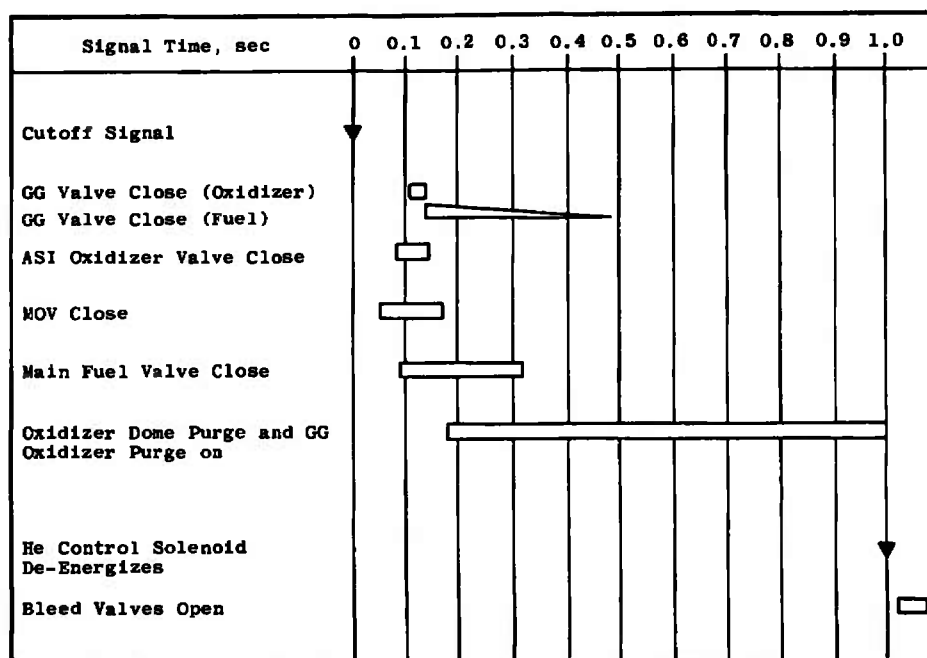 Signal Time, sec 0 0.1 0.2 0.3 0.4 0.5 0.6 0.7 0.8 0.9 1.0
Cutoff Signal
GG Valve Close (Oxidizer)
GG Valve Close (Fuel)
ASI Oxidizer Valve Close
MOV Close
Main Fuel Valve Close
Oxidizer Dome Purge and GG
Oxidizer Purge on
He Control Solenoid
De-Energizes
Bleed Valves Open